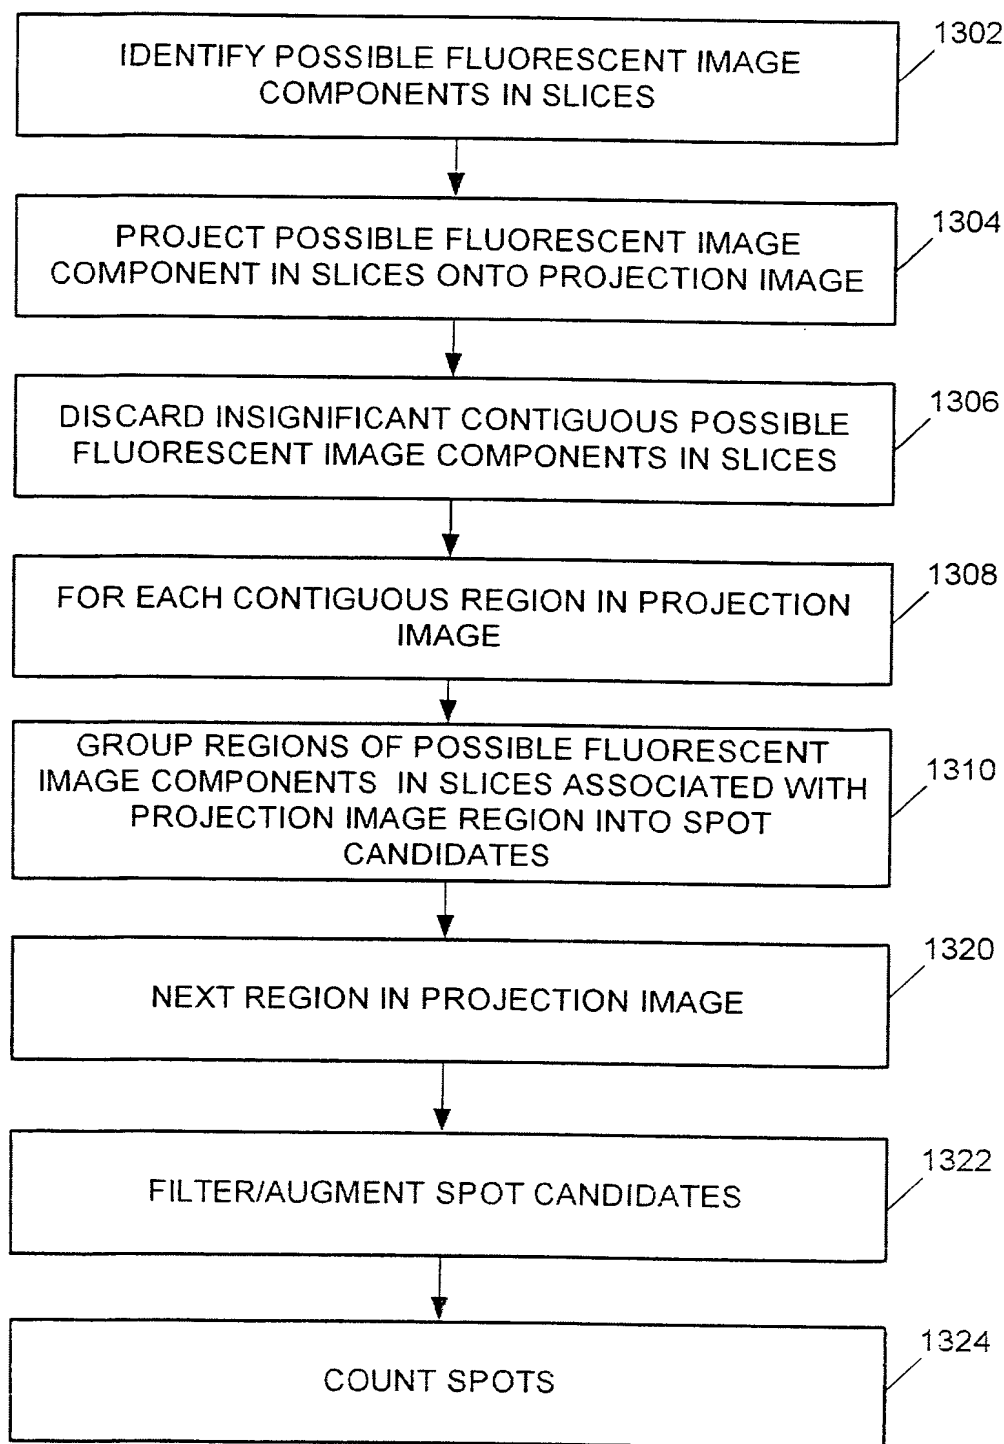 1302
IDENTIFY POSSIBLE FLUORESCENT IMAGE
COMPONENTS IN SLICES
1304
PROJECT POSSIBLE FLUORESCENT IMAGE
COMPONENT IN SLICES ONTO PROJECTION IMAGE
1306
DISCARD INSIGNIFICANT CONTIGUOUS POSSIBLE
FLUORESCENT IMAGE COMPONENTS IN SLICES
1308
FOR EACH CONTIGUOUS REGION IN PROJECTION
IMAGE
1310
GROUP REGIONS OF POSSIBLE FLUORESCENT
IMAGE COMPONENTS IN SLICES ASSOCIATED WITH
PROJECTION IMAGE REGION INTO SPOT
CANDIDATES
1320
NEXT REGION IN PROJECTION IMAGE
1322
FILTER/AUGMENT SPOT CANDIDATES
1324
COUNT SPOTS